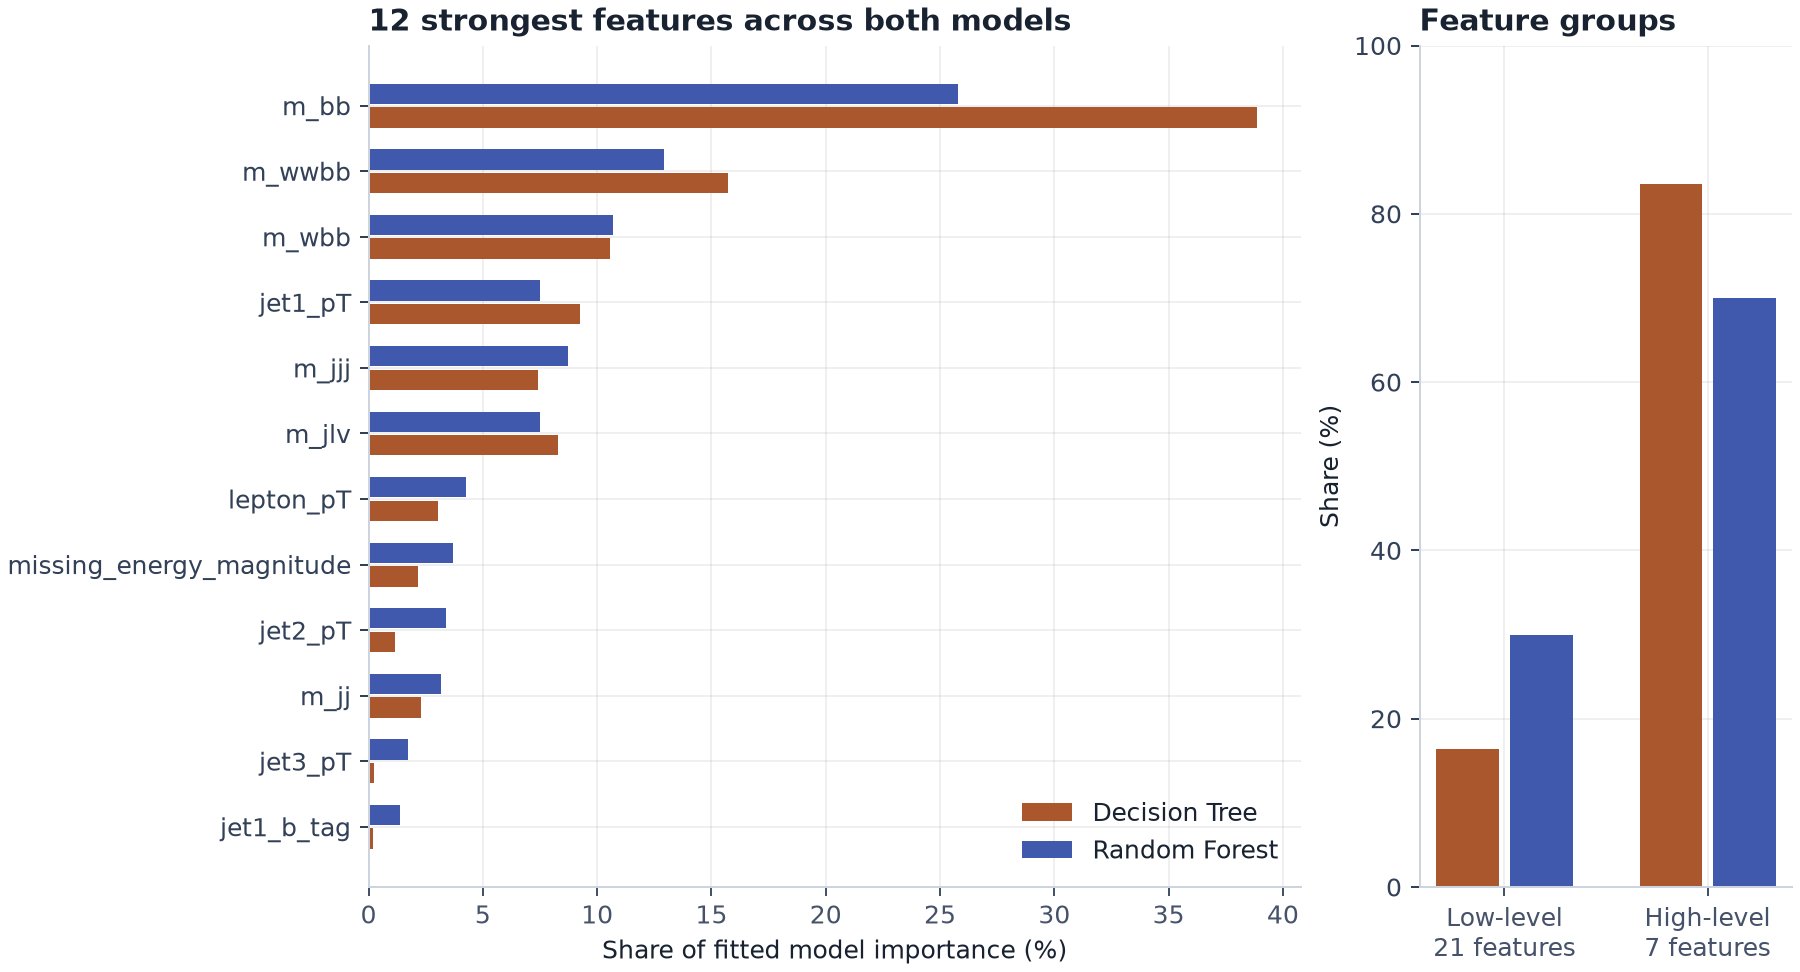 12 strongest features across both models
m_bb
m_wwbb
m_wbb
jet1_pT
m_jjj
m_jlv
lepton_pT
missing_energy_magnitude
jet2_pT
m_jj
jet3_pT
jet1_b_tag
0 5 10 15 20 25 30 35 40
Share of fitted model importance (%)
Decision Tree
Random Forest
Feature groups
100
80
60
40
20
0
Share (%)
Low-level
21 features
High-level
7 features